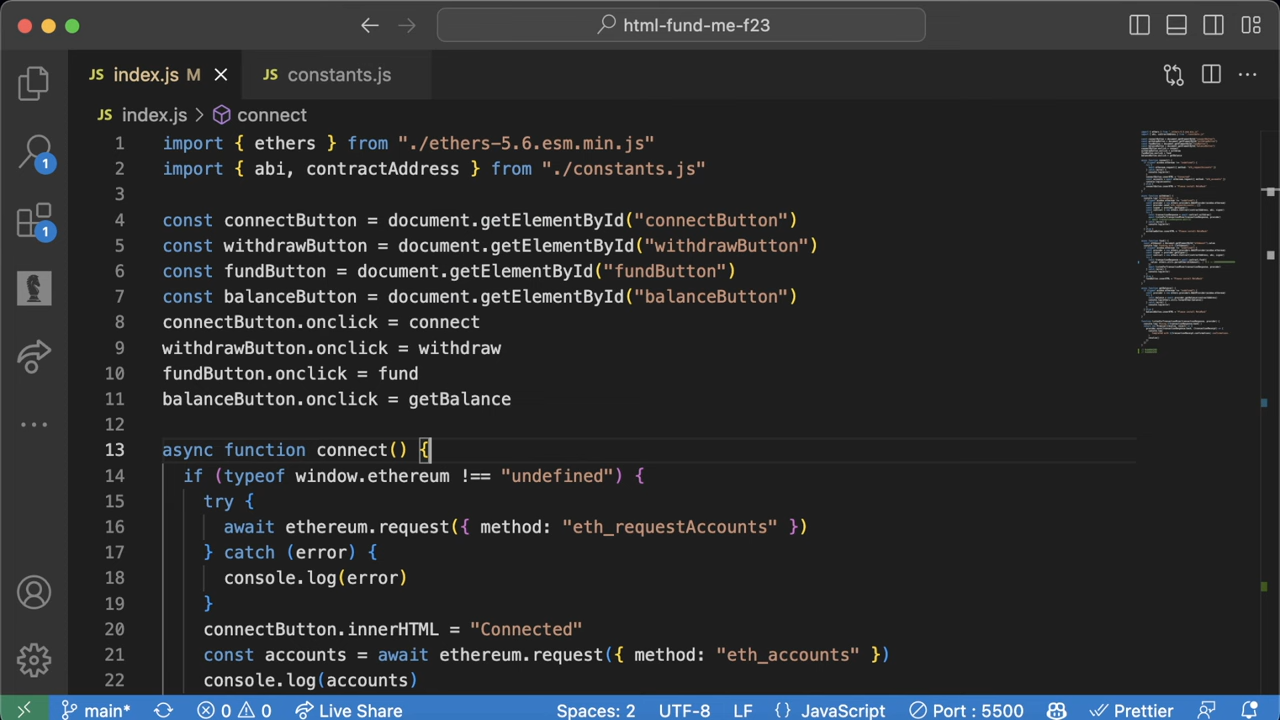 html-fund-me-f23
JS index.js M
JS constants.js
JS index.js > connect
1 import { ethers } from "./ethers-5.6.esm.min.js"
2 import { abi, contractAddress } from "./constants.js"
3
4 const connectButton = document.getElementById("connectButton")
5 const withdrawButton = document.getElementById("withdrawButton")
6 const fundButton = document.getElementById("fundButton")
7 const balanceButton = document.getElementById("balanceButton")
8 connectButton.onclick = connect
9 withdrawButton.onclick = withdraw
10 fundButton.onclick = fund
11 balanceButton.onclick = getBalance
12
13 async function connect() {
14 if (typeof window.ethereum !== "undefined") {
15 try {
16 await ethereum.request({ method: "eth_requestAccounts" })
17 } catch (error) {
18 console.log(error)
19 }
20 connectButton.innerHTML = "Connected"
21 const accounts = await ethereum.request({ method: "eth_accounts" })
22 console.log(accounts)
1
1
main* 0 0 Live Share Spaces: 2 UTF-8 LF {} JavaScript Port : 5500 Prettier